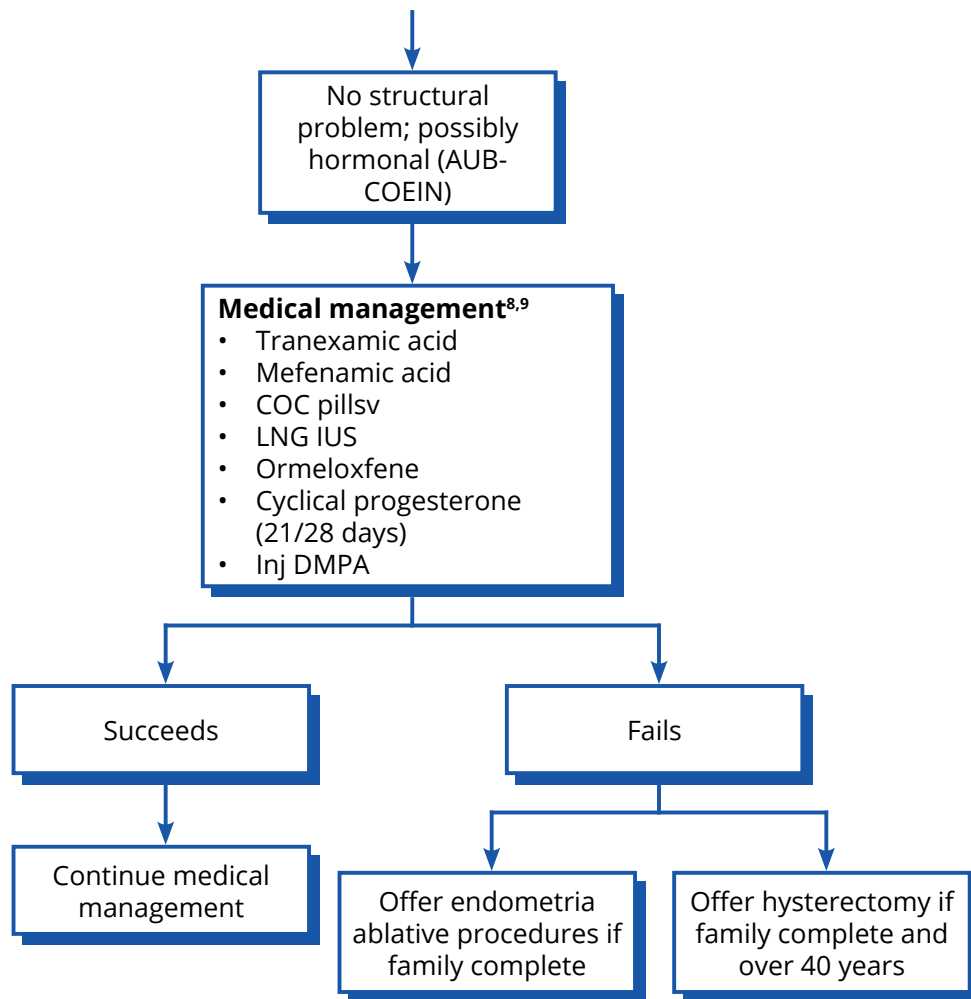 No structural
problem; possibly
hormonal (AUB-
COEIN)
Medical management8,9
• Tranexamic acid
• Mefenamic acid
• COC pillsv
• LNG IUS
• Ormeloxfene
• Cyclical progesterone
(21/28 days)
• Inj DMPA
Succeeds
Fails
Continue medical
management
Offer endometria
ablative procedures if
family complete
Offer hysterectomy if
family complete and
over 40 years